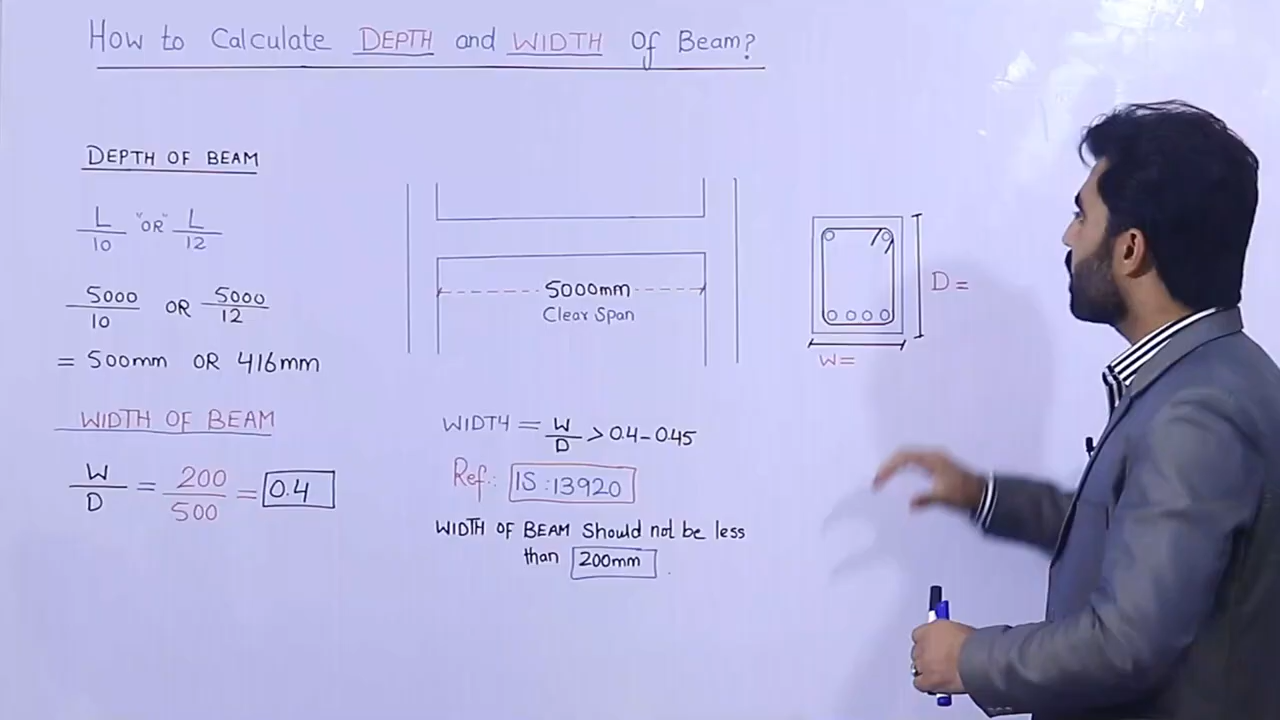 How to Calculate DEPTH and WIDTH Of Beam?
DEPTH OF BEAM
L/10 "OR" L/12
5000/10 OR 5000/12
= 500mm OR 416mm
WIDTH OF BEAM
W/D = 200/500 = 0.4
5000mm
Clear Span
WIDT4 = W/D > 0.4-0.45
Ref.: IS:13920
WIDTH OF BEAM Should not be less
than 200mm
D =
W=